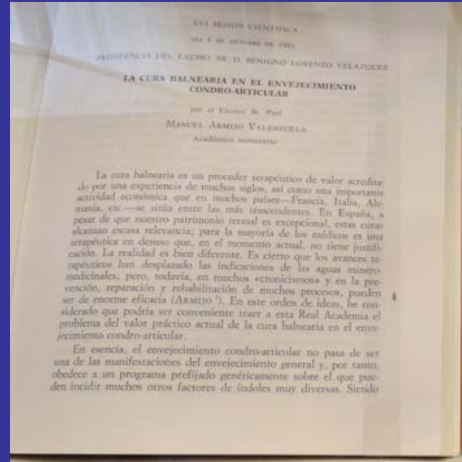 XVI SESION CIENTIFICA
DIA 6 DE OCTUBRE DE 1981
PRESIDENCIA DEL EXCMO. SR. D. BENIGNO LORENZO VELAZQUEZ
LA CURA BALNEARIA EN EL ENVEJECIMIENTO
CONDRO-ARTICULAR
por el Excmo. Sr. Prof.
MANUEL ARMIJO VALENZUELA
Académico numerario
La cura balnearia es un proceder terapéutico de valor acredita-
do por una experiencia de muchos siglos, así como una importante
actividad económica que en muchos países—Francia, Italia, Ale-
mania, etc.—se sitúa entre las más trascendentes. En España, a
pesar de que nuestro patrimonio termal es excepcional, estas curas
alcanzan escasa relevancia; para la mayoría de los médicos es una
terapéutica en desuso que, en el momento actual, no tiene justifi-
cación. La realidad es bien diferente. Es cierto que los avances te-
rapéuticos han desplazado las indicaciones de las aguas minero
medicinales; pero, todavía, en muchos «cronicismos» y en la pre-
vención, reparación y rehabilitación de muchos procesos, pueden
ser de enorme eficacia (ARMIJO). En este orden de ideas, he con-
siderado que podría ser conveniente traer a esta Real Academia el
problema del valor práctico actual de la cura balnearia en el enve-
jecimiento condro-articular.
En esencia, el envejecimiento condro-articular no pasa de ser
una de las manifestaciones del envejecimiento general y, por tanto,
obedece a un programa prefijado genéticamente sobre el que pue-
den incidir muchos otros factores de índoles muy diversas. Siendo